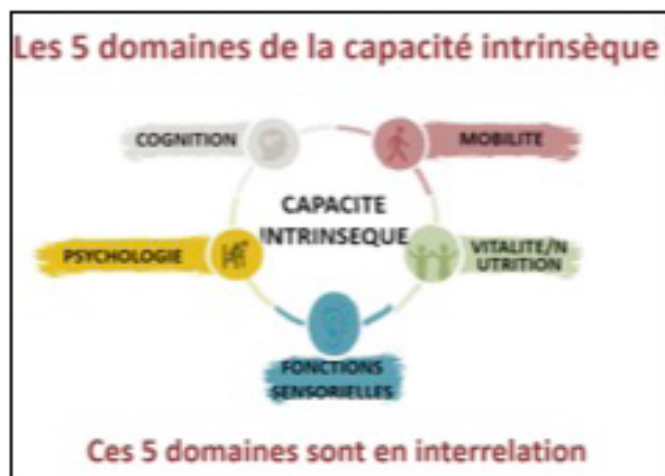 Les 5 domaines de la capacité intrinsèque
COGNITION
MOBILITE
CAPACITE
INTRINSEQUE
PSYCHOLOGIE
VITALITE/N
UTRITION
FONCTIONS
SENSORIELLES
Ces 5 domaines sont en interrelation